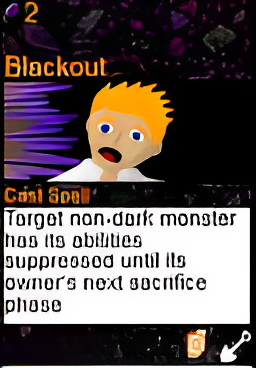 2
Blackout
Cast Spell
Target non-dark monster
has its abilities
suppressed until its
owner's next sacrifice
phase